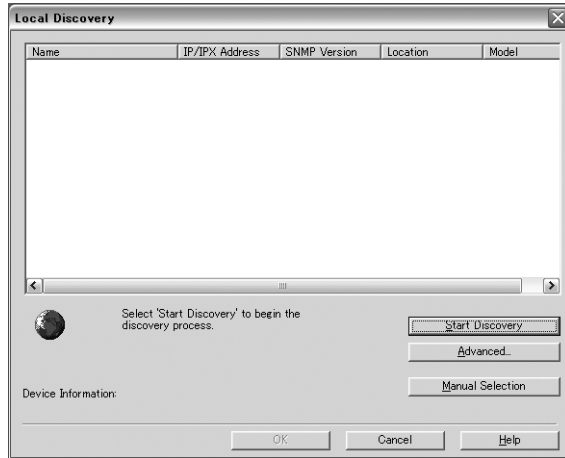 Local Discovery
Name IP/IPX Address SNMP Version Location Model
Select 'Start Discovery' to begin the
discovery process.
Start Discovery
Advanced...
Manual Selection
Device Information:
OK Cancel Help